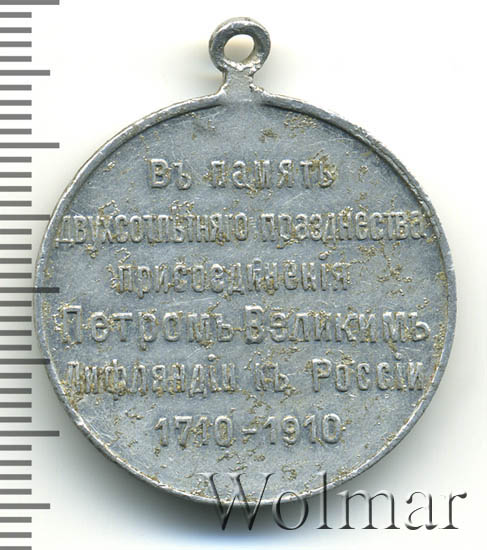 Въ память
двухсотлѣтняго празднества
присоединенія
Петромъ-Великимъ
Лифляндіи къ Россіи
1710-1910
Wolmar